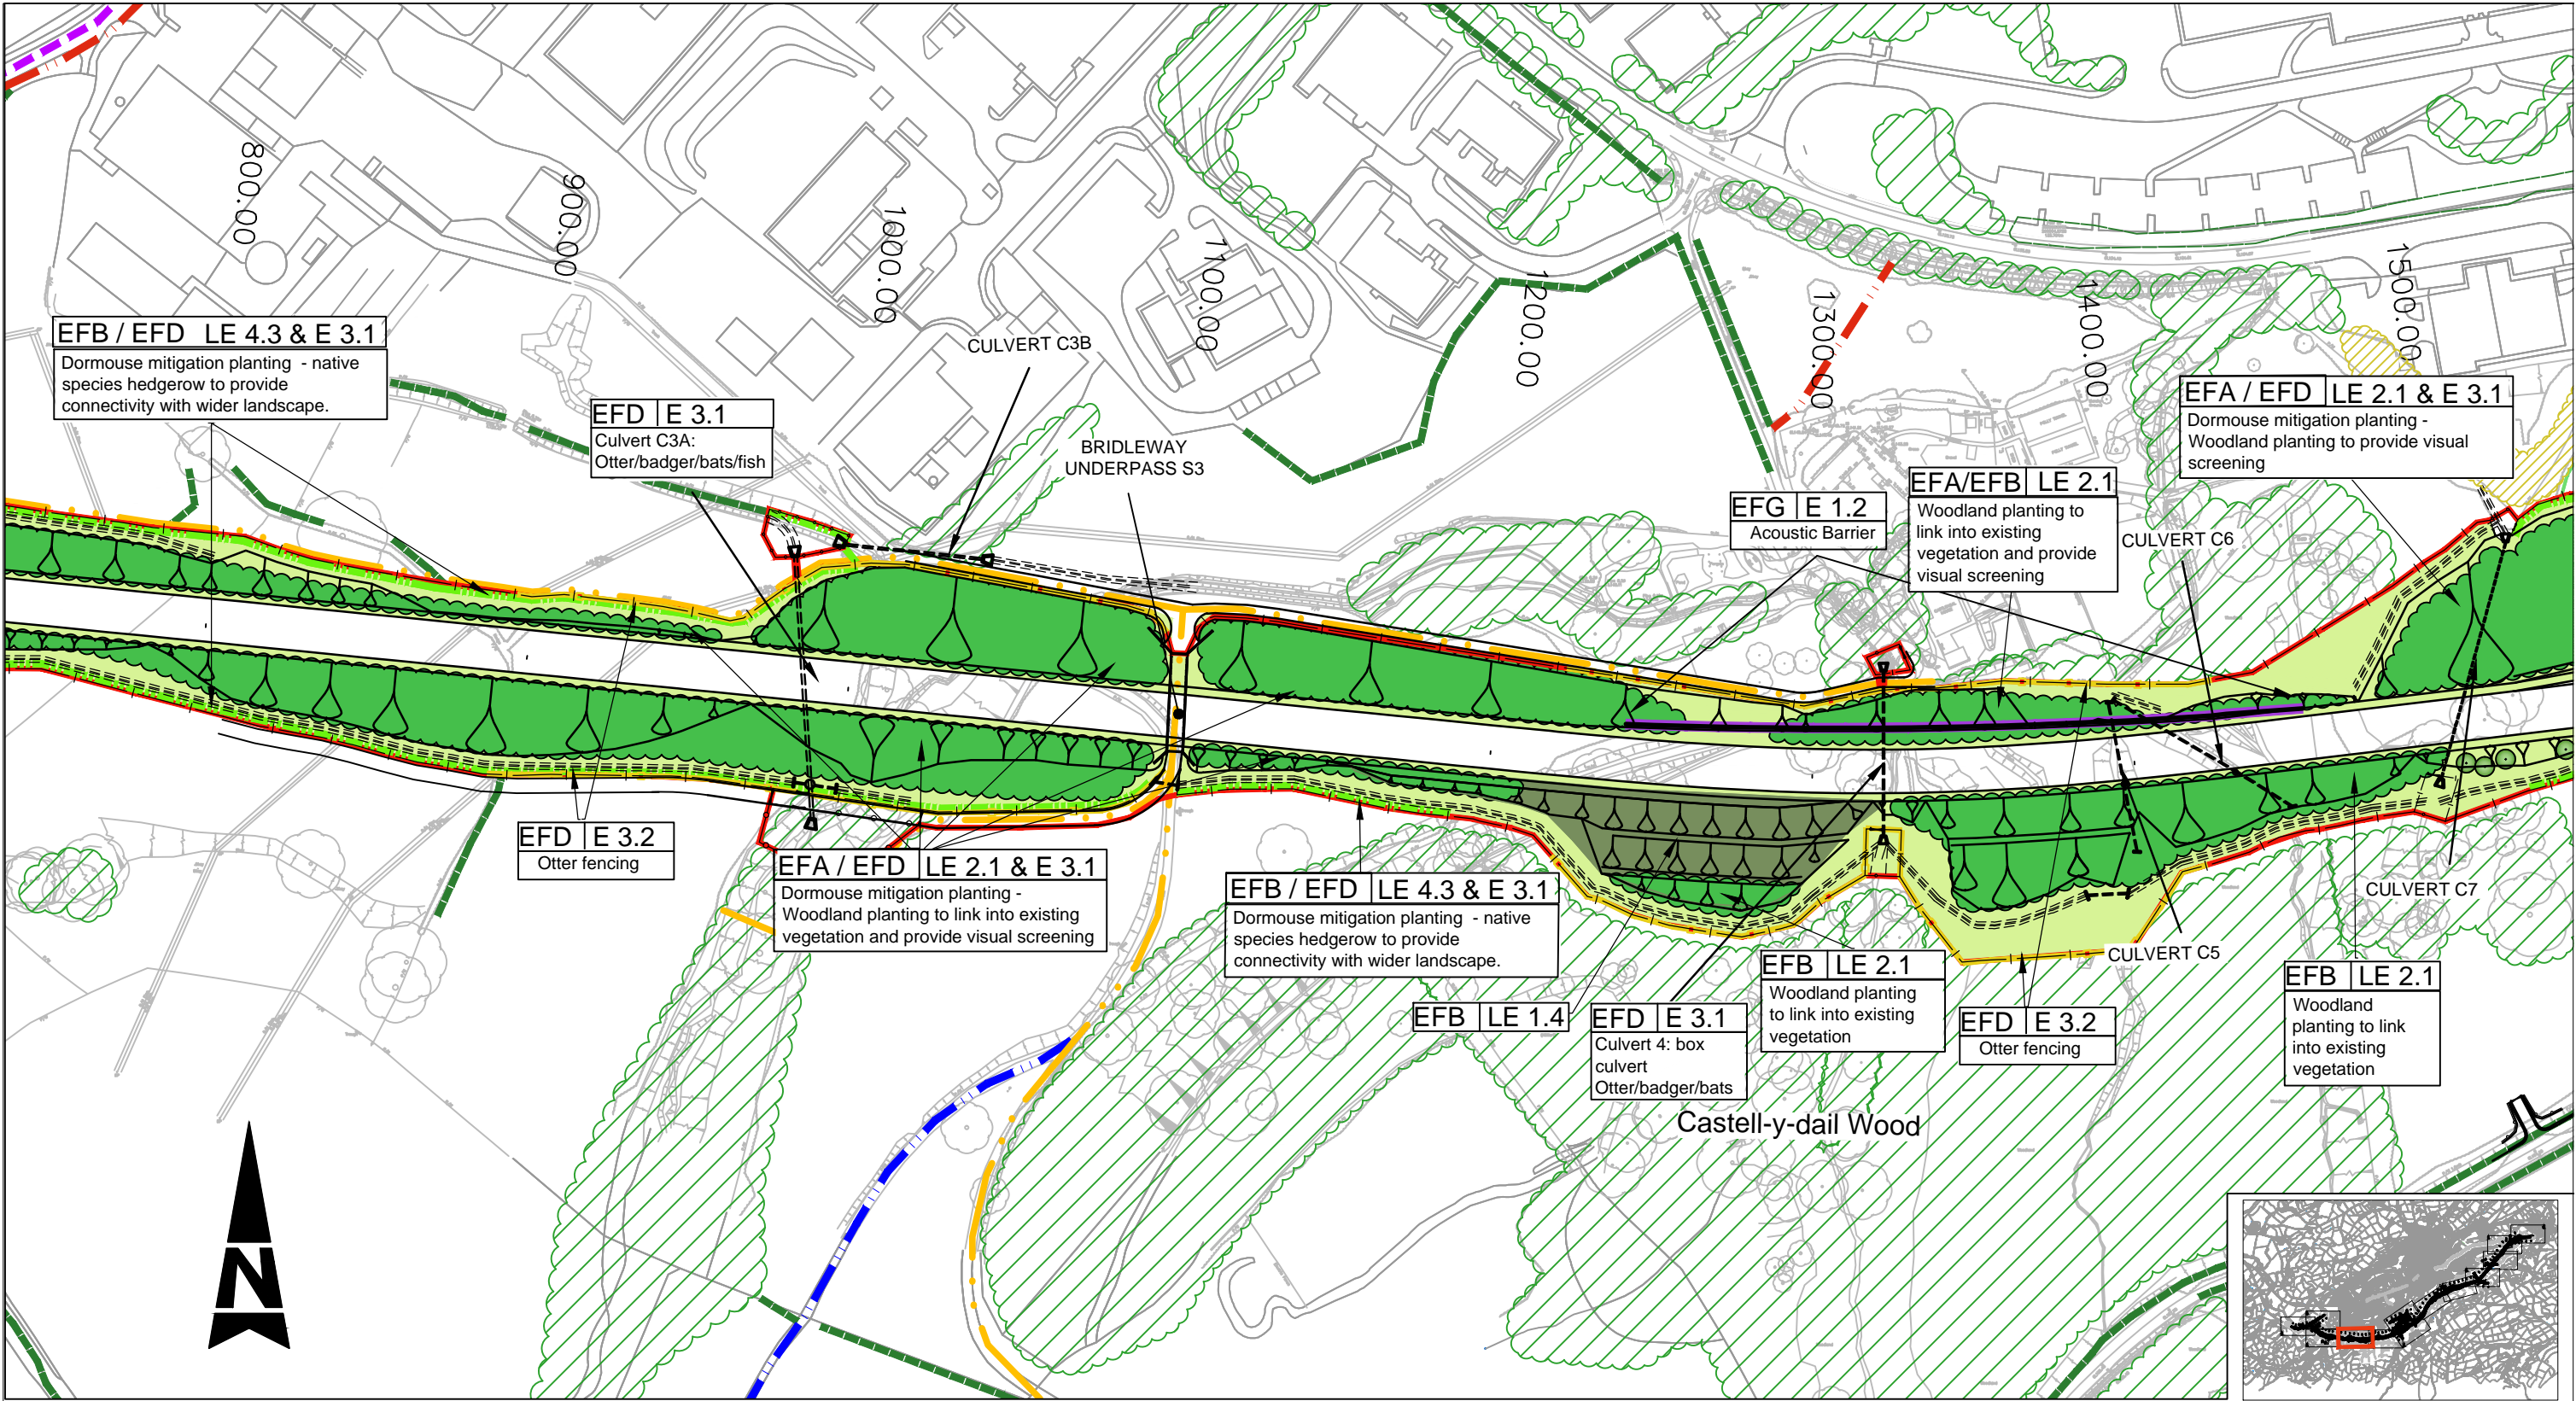 800.00
900.00
1000.00
1100.00
1200.00
1300.00
1400.00
1500.00
EFB / EFD LE 4.3 & E 3.1
Dormouse mitigation planting - native
species hedgerow to provide
connectivity with wider landscape.
EFD E 3.1
Culvert C3A:
Otter/badger/bats/fish
CULVERT C3B
BRIDLEWAY
UNDERPASS S3
EFG E 1.2
Acoustic Barrier
EFA/EFB LE 2.1
Woodland planting to
link into existing
vegetation and provide
visual screening
CULVERT C6
EFA / EFD LE 2.1 & E 3.1
Dormouse mitigation planting -
Woodland planting to provide visual
screening
EFD E 3.2
Otter fencing
EFA / EFD LE 2.1 & E 3.1
Dormouse mitigation planting -
Woodland planting to link into existing
vegetation and provide visual screening
EFB / EFD LE 4.3 & E 3.1
Dormouse mitigation planting - native
species hedgerow to provide
connectivity with wider landscape.
EFB LE 1.4
EFD E 3.1
Culvert 4: box
culvert
Otter/badger/bats
EFB LE 2.1
Woodland planting
to link into existing
vegetation
EFD E 3.2
Otter fencing
CULVERT C5
CULVERT C7
EFB LE 2.1
Woodland
planting to link
into existing
vegetation
Castell-y-dail Wood
N